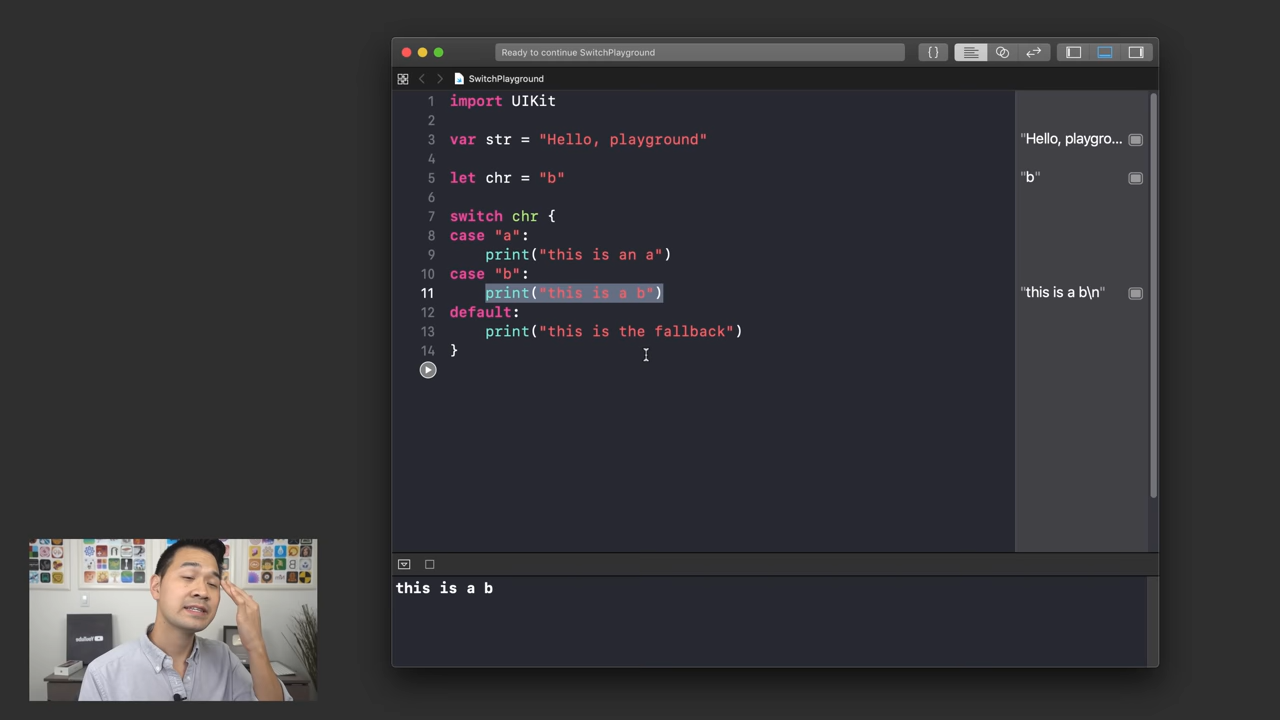 Ready to continue SwitchPlayground
{}
SwitchPlayground
1 import UIKit
2
3 var str = "Hello, playground"
"Hello, playgro...
4
5 let chr = "b"
"b"
6
7 switch chr {
8 case "a":
9 print("this is an a")
10 case "b":
11 print("this is a b")
"this is a b\n"
12 default:
13 print("this is the fallback")
14 }
this is a b
YouTube